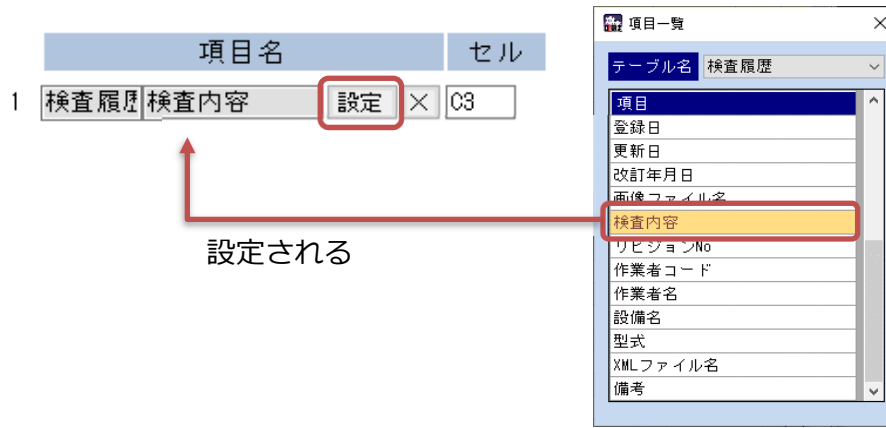 項目名 セル
1 検査履歴 検査内容 設定 × C3
設定される
項目一覧 ×
テーブル名 検査履歴
項目
登録日
更新日
改訂年月日
画像ファイル名
検査内容
リビジョンNo
作業者コード
作業者名
設備名
型式
XMLファイル名
備考